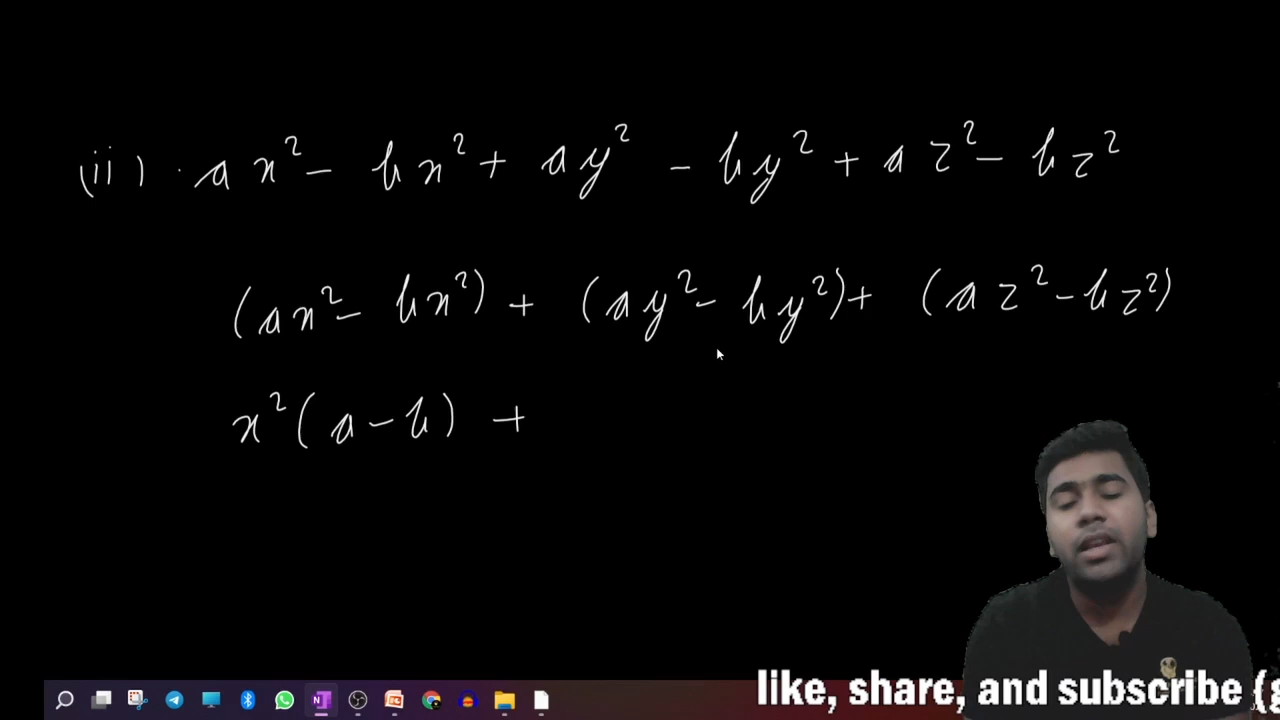 (ii) . ax² - bx² + ay² - by² + az² - bz²
(ax² - bx²) + (ay² - by²) + (az² - bz²)
x²(a - b) +
like, share, and subscribe (g